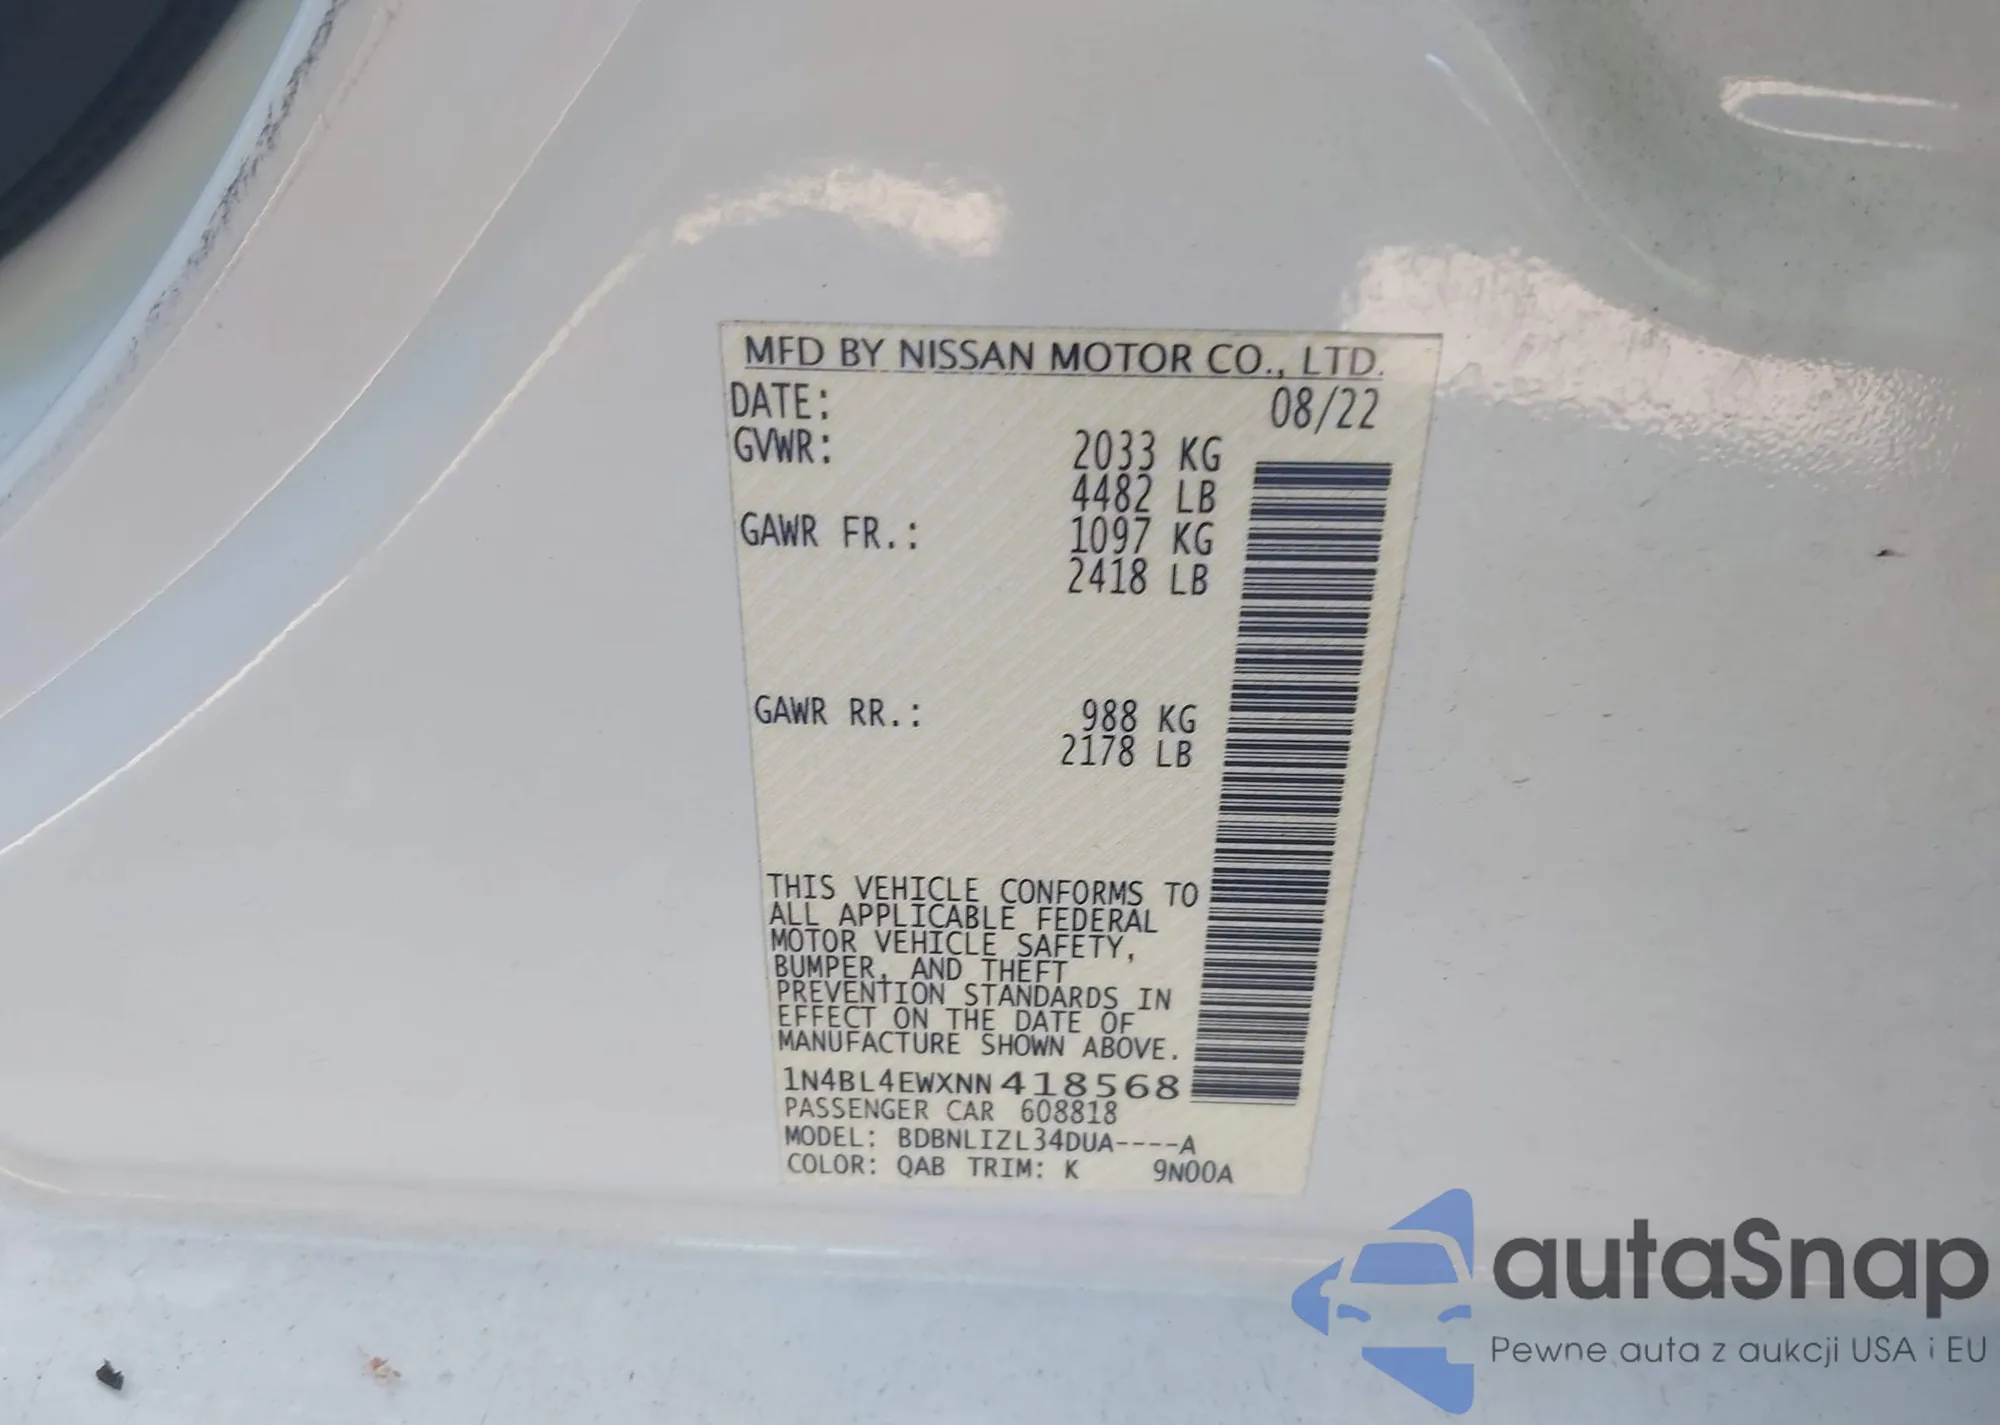 MFD BY NISSAN MOTOR CO., LTD.
DATE: 08/22
GVWR: 2033 KG
4482 LB
GAWR FR.: 1097 KG
2418 LB
GAWR RR.: 988 KG
2178 LB
THIS VEHICLE CONFORMS TO
ALL APPLICABLE FEDERAL
MOTOR VEHICLE SAFETY,
BUMPER, AND THEFT
PREVENTION STANDARDS IN
EFFECT ON THE DATE OF
MANUFACTURE SHOWN ABOVE.
1N4BL4EWXNN418568
PASSENGER CAR 608818
MODEL: BDBNLIZL34DUA----A
COLOR: QAB TRIM: K 9N00A
autaSnap
Pewne auta z aukcji USA i EU